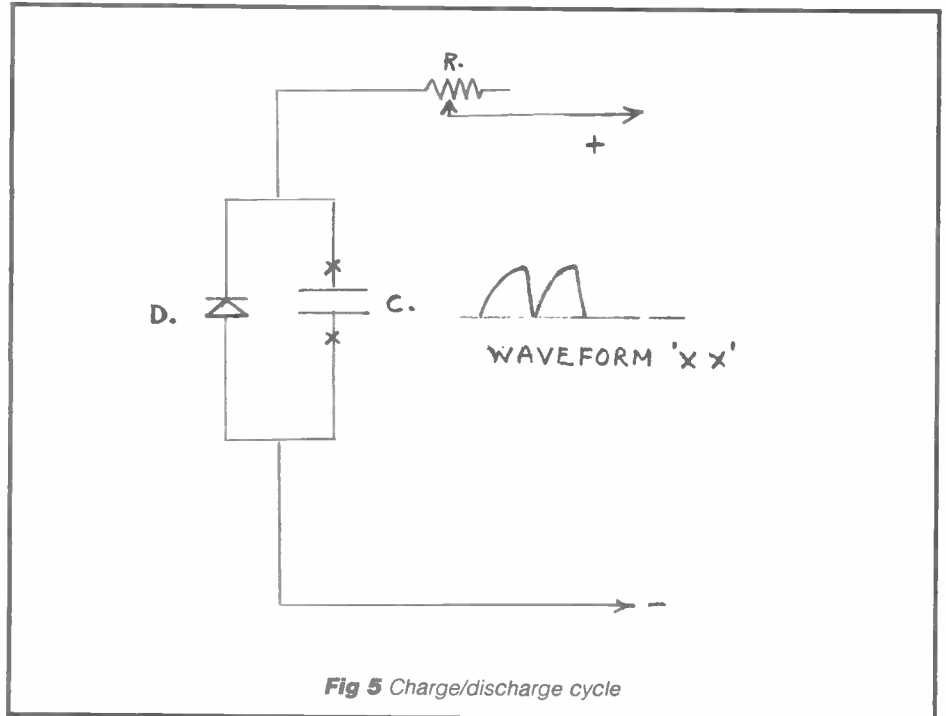 R.
+
D.
C.
WAVEFORM 'x x'
-
Fig 5 Charge/discharge cycle